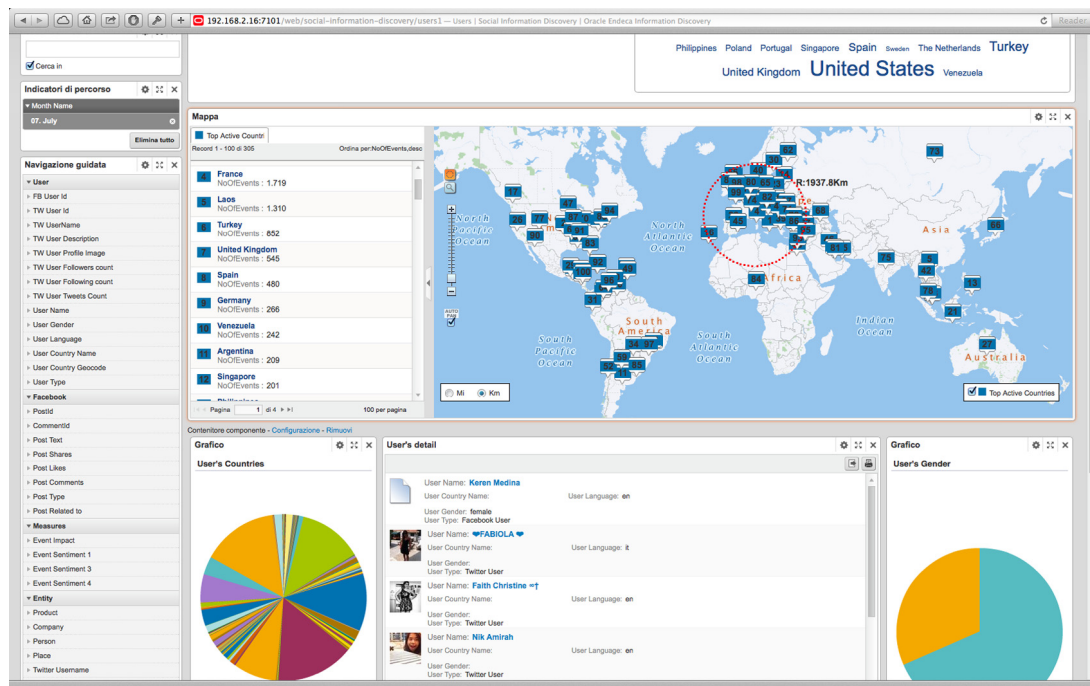 192.168.2.16:7101/web/social-information-discovery/users1 — Users | Social Information Discovery | Oracle Endeca Information Discovery
Reader
Cerca in
Philippines Poland Portugal Singapore Spain Sweden The Netherlands Turkey
United Kingdom United States Venezuela
Indicatori di percorso
Month Name
07. July
Elimina tutto
Navigazione guidata
User
FB User Id
TW User Id
TW UserName
TW User Description
TW User Profile Image
TW User Followers count
TW User Following count
TW User Tweets Count
User Name
User Gender
User Language
User Country Name
User Country Geocode
User Type
Facebook
PostId
CommentId
Post Text
Post Shares
Post Likes
Post Comments
Post Type
Post Related to
Measures
Event Impact
Event Sentiment 1
Event Sentiment 3
Event Sentiment 4
Entity
Product
Company
Person
Place
Twitter Username
Mappa
Top Active Countri
Record 1 - 100 di 305 Ordina per:NoOfEvents,desc
4 France
NoOfEvents : 1.719
5 Laos
NoOfEvents : 1.310
6 Turkey
NoOfEvents : 852
7 United Kingdom
NoOfEvents : 545
8 Spain
NoOfEvents : 480
9 Germany
NoOfEvents : 266
10 Venezuela
NoOfEvents : 242
11 Argentina
NoOfEvents : 209
12 Singapore
NoOfEvents : 201
Pagina 1 di 4
100 per pagina
R:1937.8Km
North
Pacific
Ocean
North
Atlantic
Ocean
Asia
Africa
South
America
South
Pacific
Ocean
South
Atlantic
Ocean
Indian
Ocean
Australia
AUTO
PAN
Mi Km
Top Active Countries
Contenitore componente - Configurazione - Rimuovi
Grafico
User's Countries
User's detail
User Name: Keren Medina
User Country Name: User Language: en
User Gender: female
User Type: Facebook User
User Name: ❤FABIOLA ❤
User Country Name: User Language: it
User Gender:
User Type: Twitter User
User Name: Faith Christine =†
User Country Name: User Language: en
User Gender:
User Type: Twitter User
User Name: Nik Amirah
User Country Name: User Language: en
User Gender:
User Type: Twitter User
Grafico
User's Gender